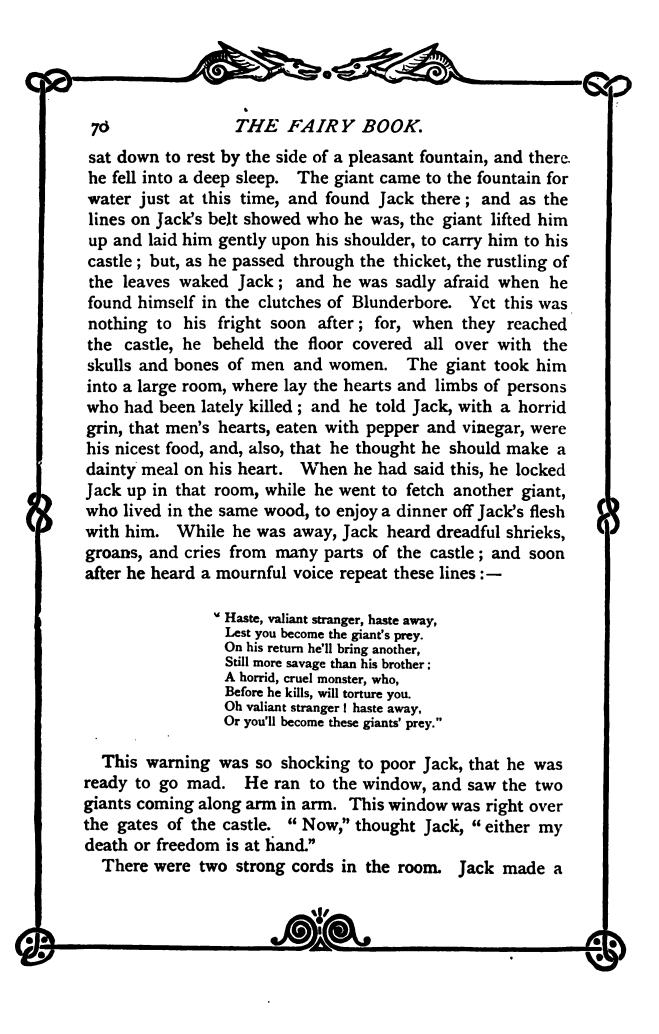 70
THE FAIRY BOOK.
sat down to rest by the side of a pleasant fountain, and there
he fell into a deep sleep. The giant came to the fountain for
water just at this time, and found Jack there; and as the
lines on Jack's belt showed who he was, the giant lifted him
up and laid him gently upon his shoulder, to carry him to his
castle; but, as he passed through the thicket, the rustling of
the leaves waked Jack; and he was sadly afraid when he
found himself in the clutches of Blunderbore. Yet this was
nothing to his fright soon after; for, when they reached
the castle, he beheld the floor covered all over with the
skulls and bones of men and women. The giant took him
into a large room, where lay the hearts and limbs of persons
who had been lately killed; and he told Jack, with a horrid
grin, that men's hearts, eaten with pepper and vinegar, were
his nicest food, and, also, that he thought he should make a
dainty meal on his heart. When he had said this, he locked
Jack up in that room, while he went to fetch another giant,
who lived in the same wood, to enjoy a dinner off Jack's flesh
with him. While he was away, Jack heard dreadful shrieks,
groans, and cries from many parts of the castle; and soon
after he heard a mournful voice repeat these lines:—
"Haste, valiant stranger, haste away,
Lest you become the giant's prey.
On his return he'll bring another,
Still more savage than his brother:
A horrid, cruel monster, who,
Before he kills, will torture you.
Oh valiant stranger! haste away,
Or you'll become these giants' prey."
This warning was so shocking to poor Jack, that he was
ready to go mad. He ran to the window, and saw the two
giants coming along arm in arm. This window was right over
the gates of the castle. "Now," thought Jack, "either my
death or freedom is at hand."
There were two strong cords in the room. Jack made a